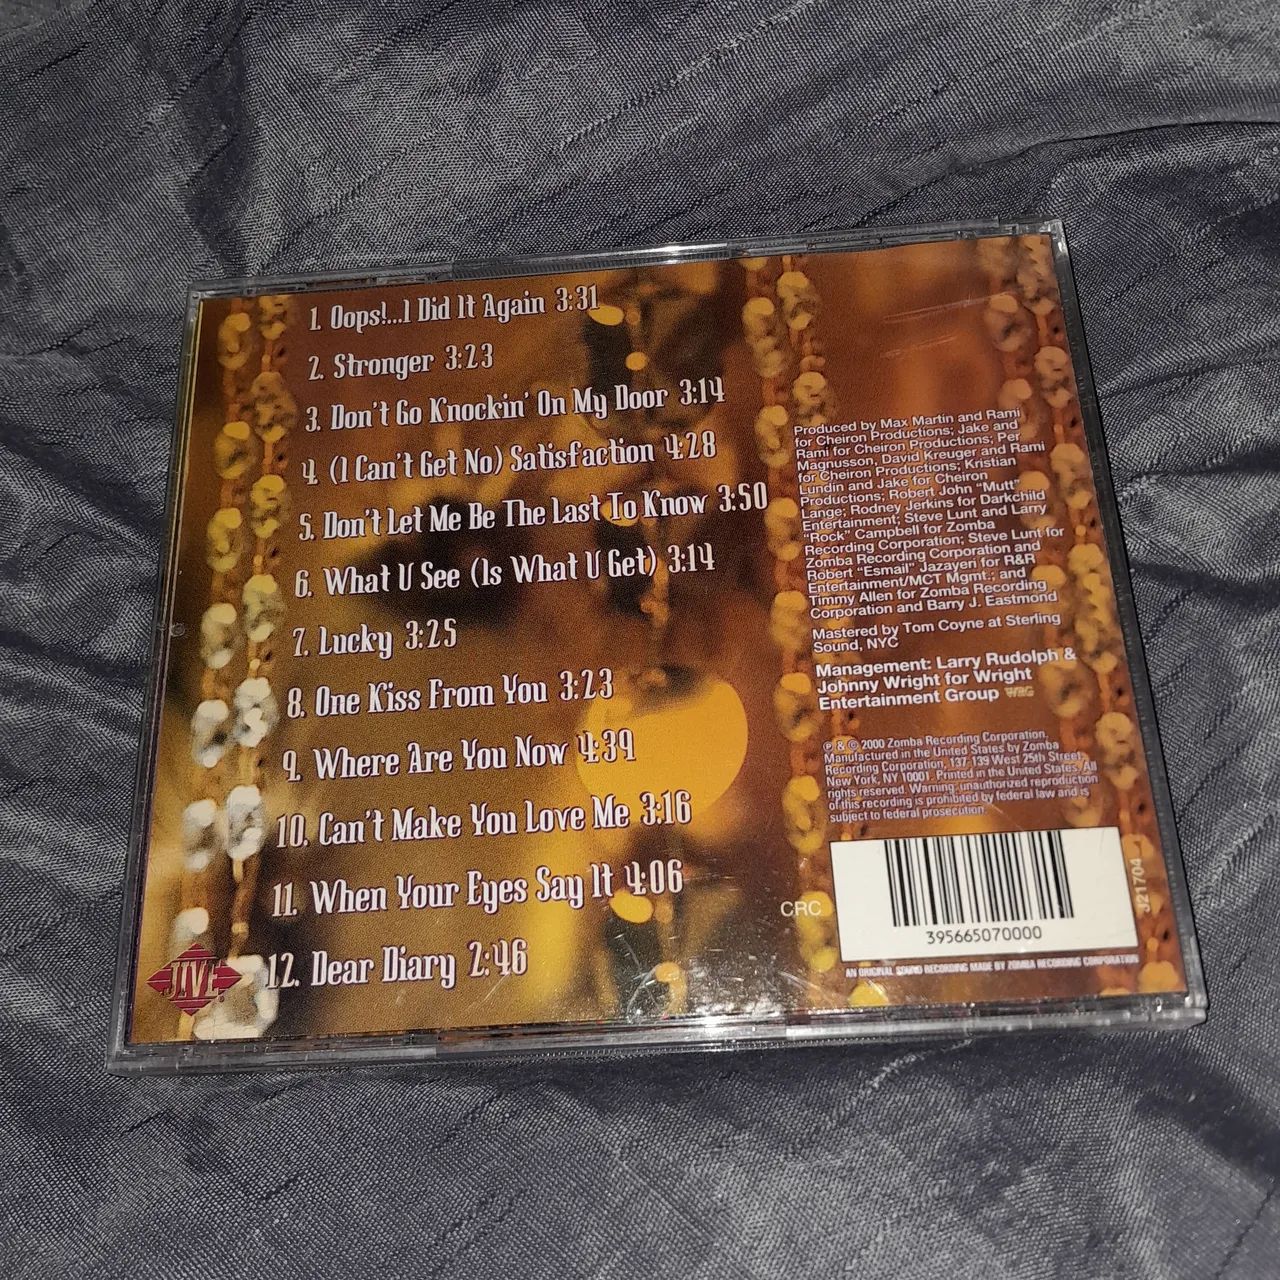 1. Oops!...I Did It Again 3:31
2. Stronger 3:23
3. Don't Go Knockin' On My Door 3:14
4. (I Can't Get No) Satisfaction 4:28
5. Don't Let Me Be The Last To Know 3:50
6. What U See (Is What U Get) 3:14
7. Lucky 3:25
8. One Kiss From You 3:23
9. Where Are You Now 4:39
10. Can't Make You Love Me 3:16
11. When Your Eyes Say It 4:06
12. Dear Diary 2:46
JIVE
®
Produced by Max Martin and Rami
for Cheiron Productions; Jake and
Rami for Cheiron Productions; Per
Magnusson, David Kreuger and Rami
for Cheiron Productions; Kristian
Lundin and Jake for Cheiron
Productions; Robert John "Mutt"
Lange; Rodney Jerkins for Darkchild
Entertainment; Steve Lunt and Larry
"Rock" Campbell for Zomba
Recording Corporation; Steve Lunt for
Zomba Recording Corporation and
Robert "Esmail" Jazayeri for R&R
Entertainment/MCT Mgmt.; and
Timmy Allen for Zomba Recording
Corporation and Barry J. Eastmond
Mastered by Tom Coyne at Sterling
Sound, NYC
Management: Larry Rudolph &
Johnny Wright for Wright
Entertainment Group WEG
℗ & © 2000 Zomba Recording Corporation.
Manufactured in the United States by Zomba
Recording Corporation, 137-139 West 25th Street,
New York, NY 10001. Printed in the United States. All
rights reserved. Warning: unauthorized reproduction
of this recording is prohibited by federal law and is
subject to federal prosecution.
CRC
395665070000
J21704
AN ORIGINAL SOUND RECORDING MADE BY ZOMBA RECORDING CORPORATION